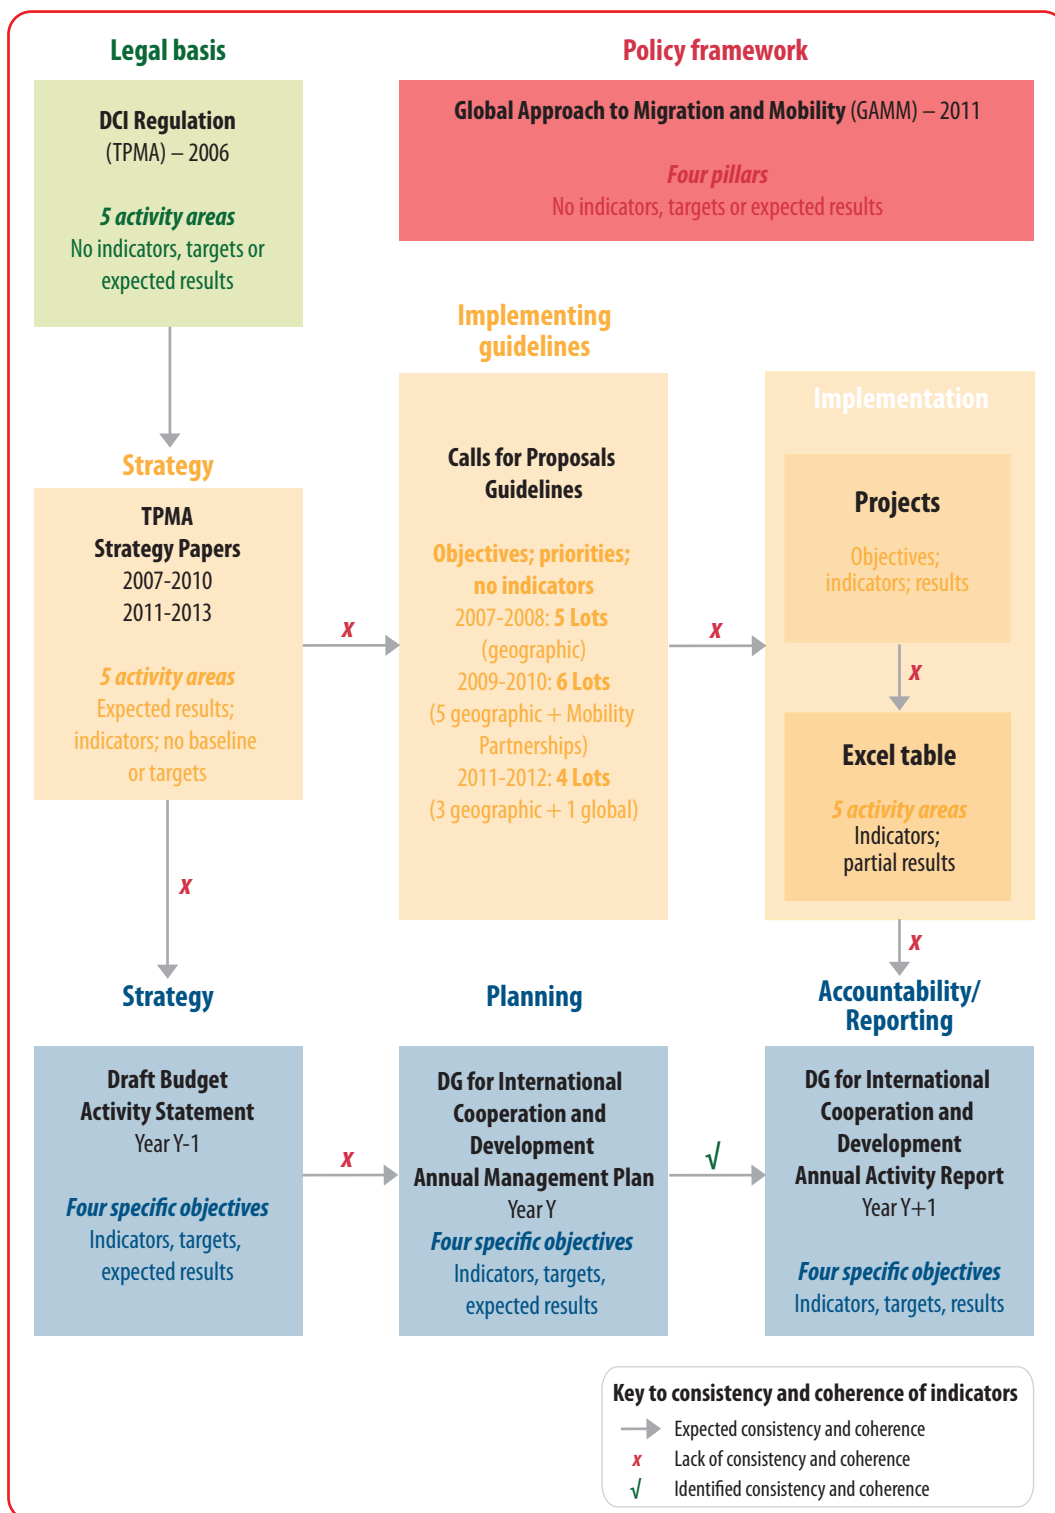 Legal basis
DCI Regulation
(TPMA) – 2006
5 activity areas
No indicators, targets or
expected results
Policy framework
Global Approach to Migration and Mobility (GAMM) – 2011
Four pillars
No indicators, targets or expected results
Strategy
TPMA
Strategy Papers
2007-2010
2011-2013
5 activity areas
Expected results;
indicators; no baseline
or targets
x
Implementing
guidelines
Calls for Proposals
Guidelines
Objectives; priorities;
no indicators
2007-2008: 5 Lots
(geographic)
2009-2010: 6 Lots
(5 geographic + Mobility
Partnerships)
2011-2012: 4 Lots
(3 geographic + 1 global)
x
Implementation
Projects
Objectives;
indicators; results
x
Excel table
5 activity areas
Indicators;
partial results
x
x
Strategy
Draft Budget
Activity Statement
Year Y-1
Four specific objectives
Indicators, targets,
expected results
x
Planning
DG for International
Cooperation and
Development
Annual Management Plan
Year Y
Four specific objectives
Indicators, targets,
expected results
√
Accountability/
Reporting
DG for International
Cooperation and
Development
Annual Activity Report
Year Y+1
Four specific objectives
Indicators, targets, results
Key to consistency and coherence of indicators
Expected consistency and coherence
x Lack of consistency and coherence
√ Identified consistency and coherence